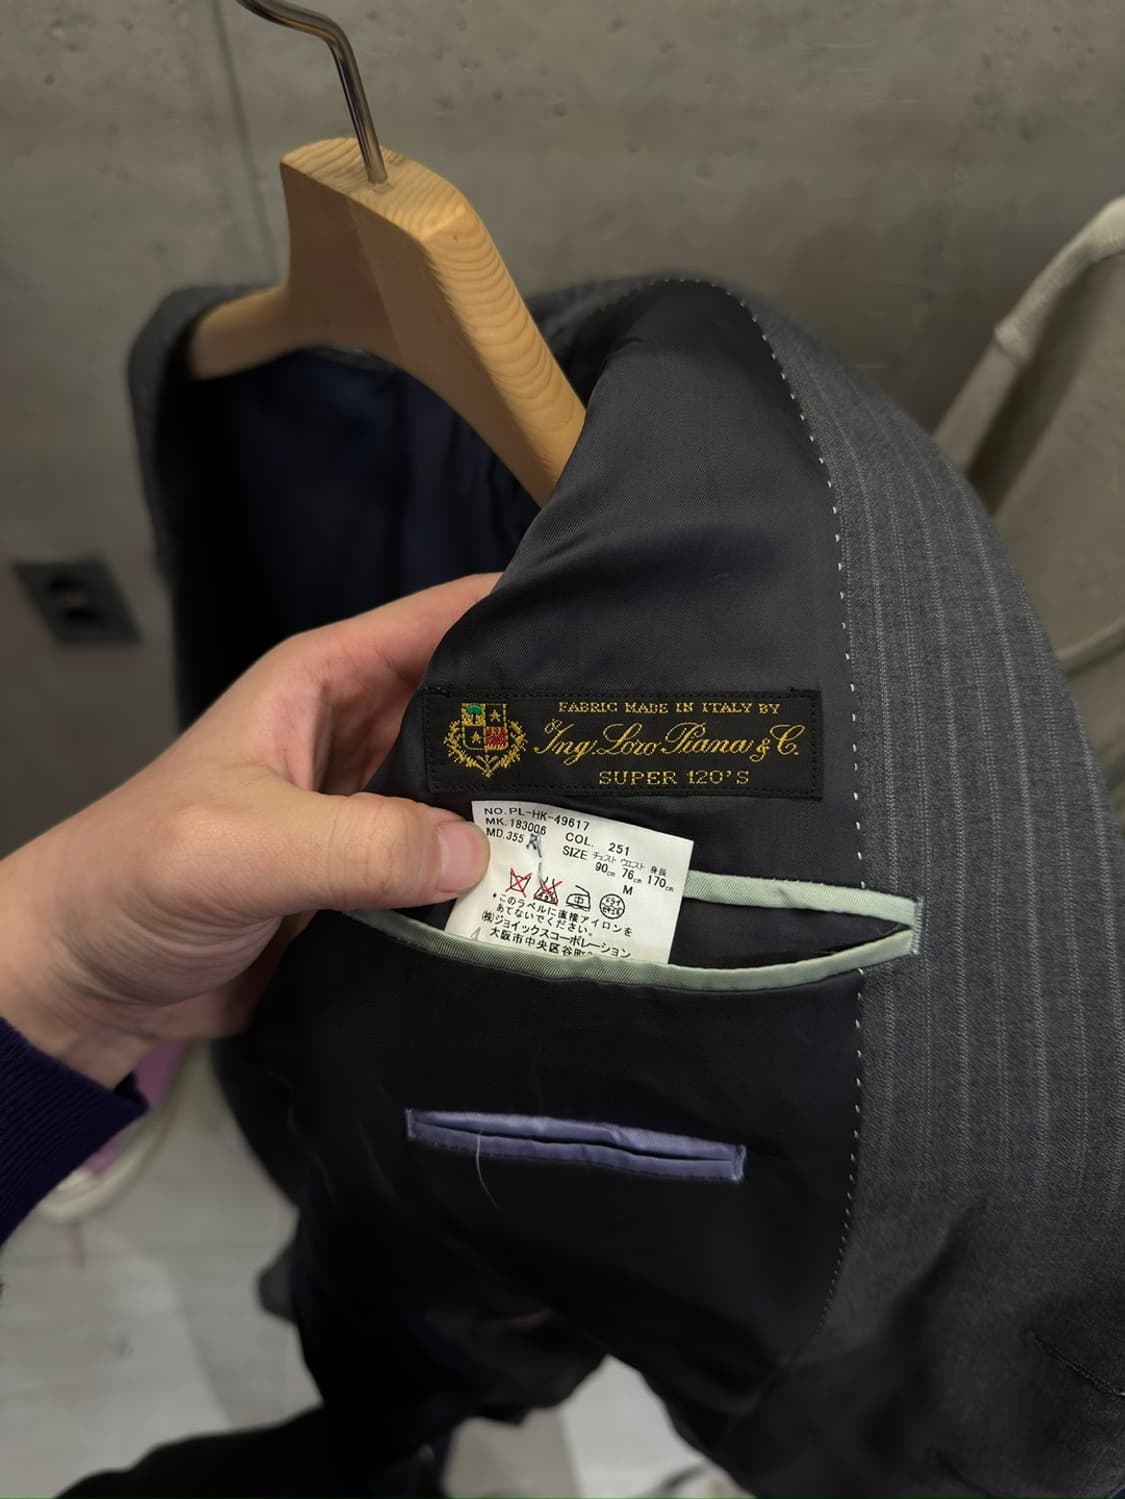 FABRIC MADE IN ITALY BY
Ing. Loro Piana & C.
SUPER 120'S
NO.PL-HK-49617
MK.183006 COL. 251
MD.355
SIZE チェスト ウエスト 身長
90cm 76cm 170cm
M
中
ドライ
*このラベルに直接アイロンを
あてないでください。
㈱ジョイックスコーポレーション
大阪市中央区谷町